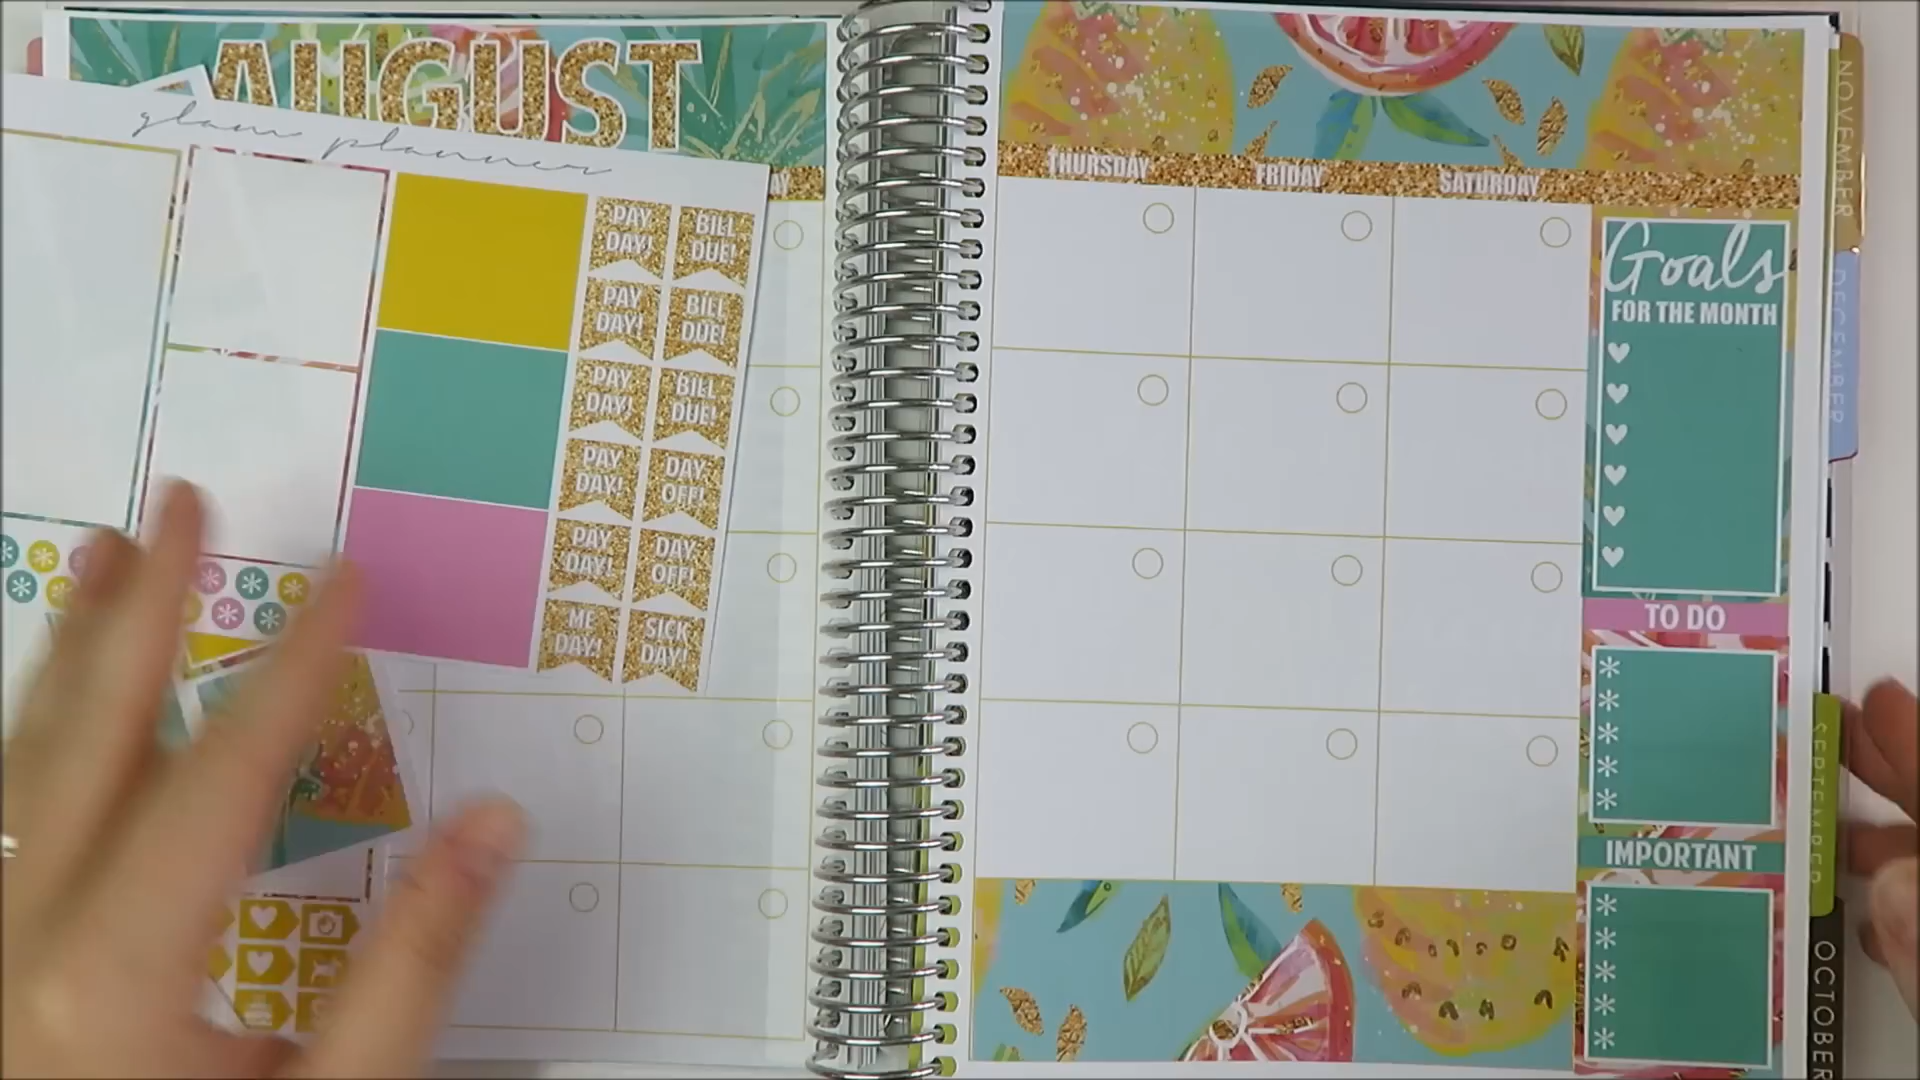 AUGUST
glam planner
AY
THURSDAY
FRIDAY
SATURDAY
PAY DAY!
BILL DUE!
PAY DAY!
BILL DUE!
PAY DAY!
BILL DUE!
PAY DAY!
DAY OFF!
PAY DAY!
DAY OFF!
ME DAY!
SICK DAY!
Goals
FOR THE MONTH
TO DO
IMPORTANT
NOVEMBER
DECEMBER
SEPTEMBER
OCTOBER